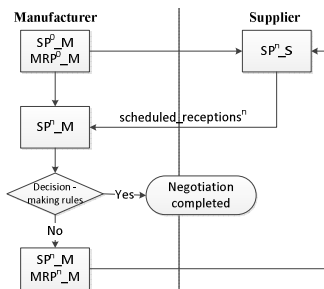 Manufacturer
Supplier
SP⁰_M
MRP⁰_M
SPⁿ_S
SPⁿ_M
scheduled_receptionsⁿ
Decision -
making rules
Yes
Negotiation
completed
No
SPⁿ_M
MRPⁿ_M